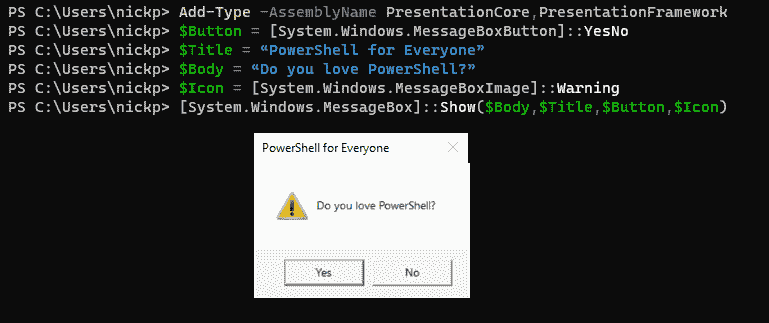 PS C:\Users\nickp> Add-Type -AssemblyName PresentationCore,PresentationFramework
PS C:\Users\nickp> $Button = [System.Windows.MessageBoxButton]::YesNo
PS C:\Users\nickp> $Title = “PowerShell for Everyone”
PS C:\Users\nickp> $Body = “Do you love PowerShell?”
PS C:\Users\nickp> $Icon = [System.Windows.MessageBoxImage]::Warning
PS C:\Users\nickp> [System.Windows.MessageBox]::Show($Body,$Title,$Button,$Icon)
PowerShell for Everyone
Do you love PowerShell?
Yes No